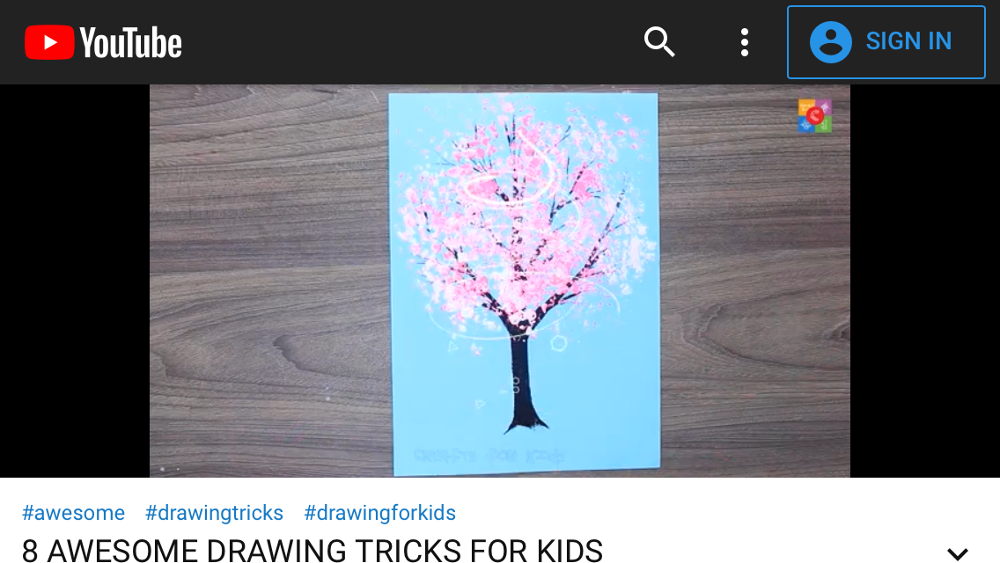 YouTube
SIGN IN
#awesome #drawingtricks #drawingforkids
8 AWESOME DRAWING TRICKS FOR KIDS